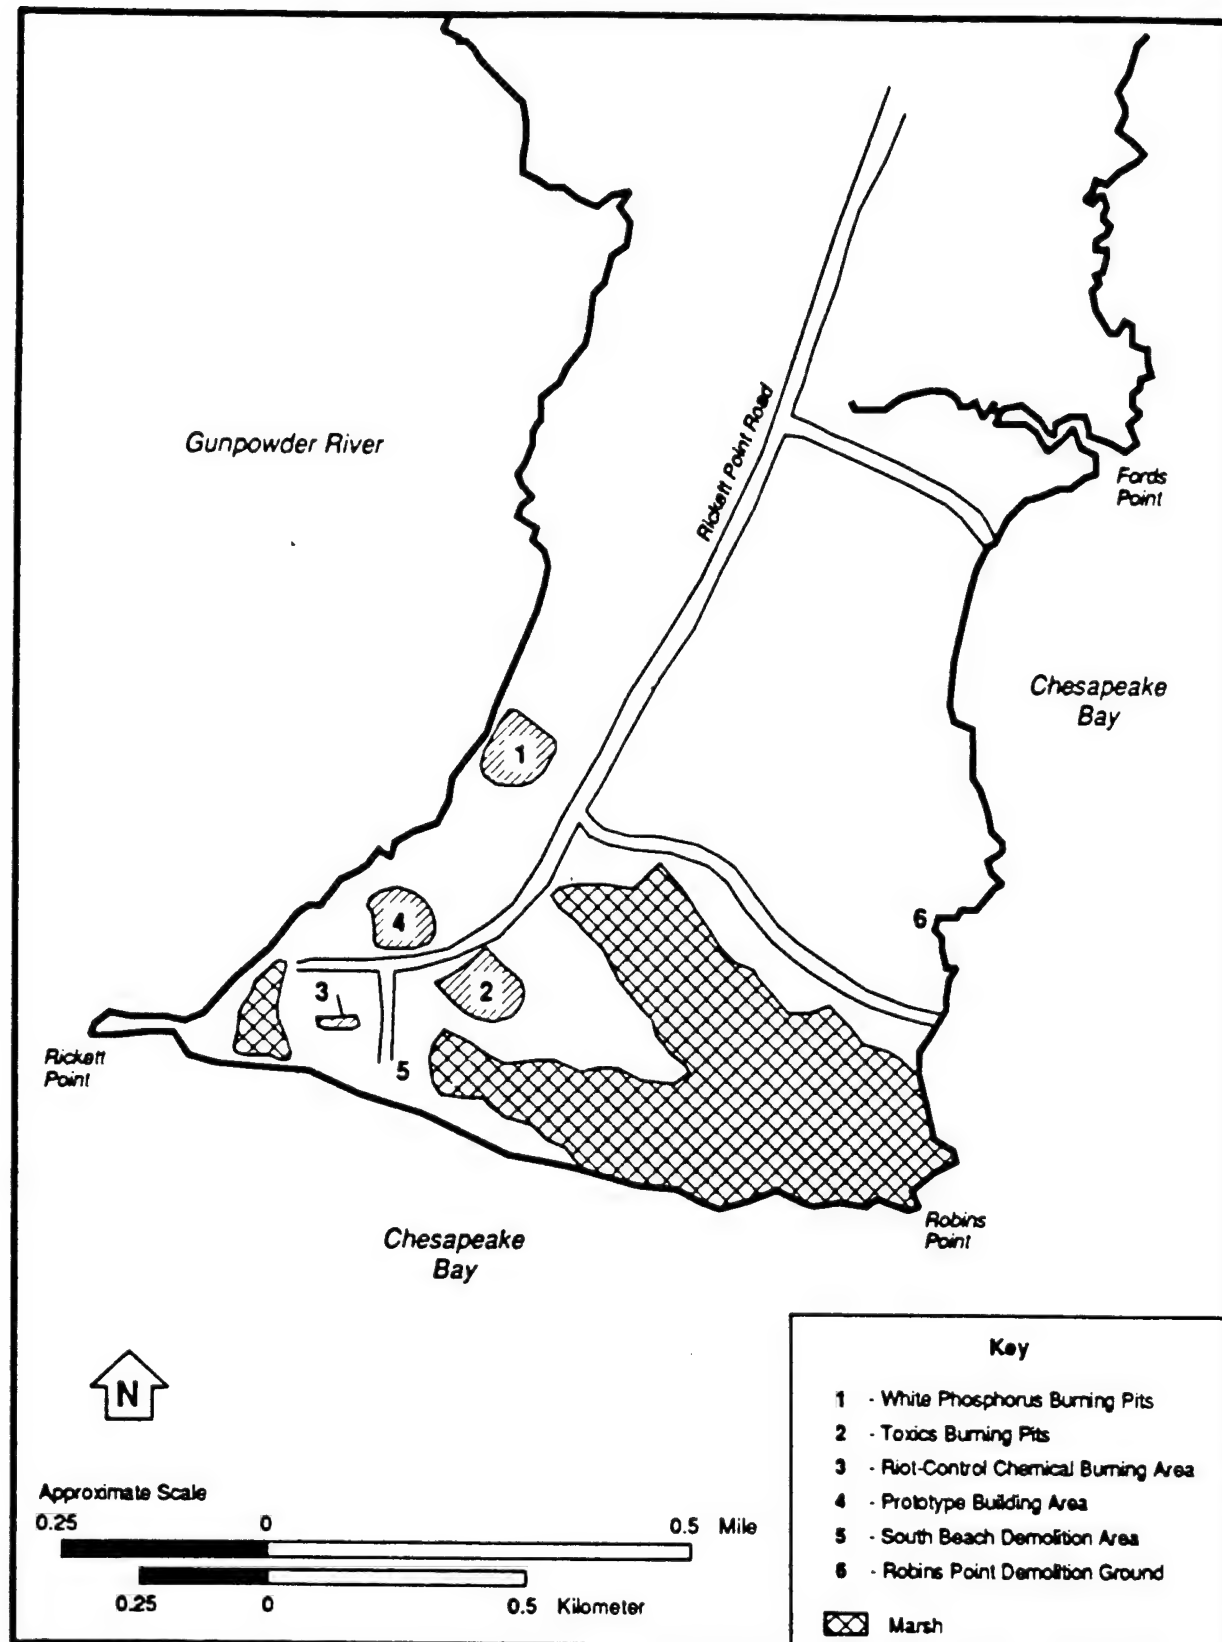 Gunpowder River
Rickett Point Road
Fords
Point
Chesapeake
Bay
1
6
4
3
2
5
Rickett
Point
Robins
Point
Chesapeake
Bay
N
Approximate Scale
0.25 0 0.5 Mile
0.25 0 0.5 Kilometer
Key
1 - White Phosphorus Burning Pits
2 - Toxics Burning Pits
3 - Riot-Control Chemical Burning Area
4 - Prototype Building Area
5 - South Beach Demolition Area
6 - Robins Point Demolition Ground
Marsh